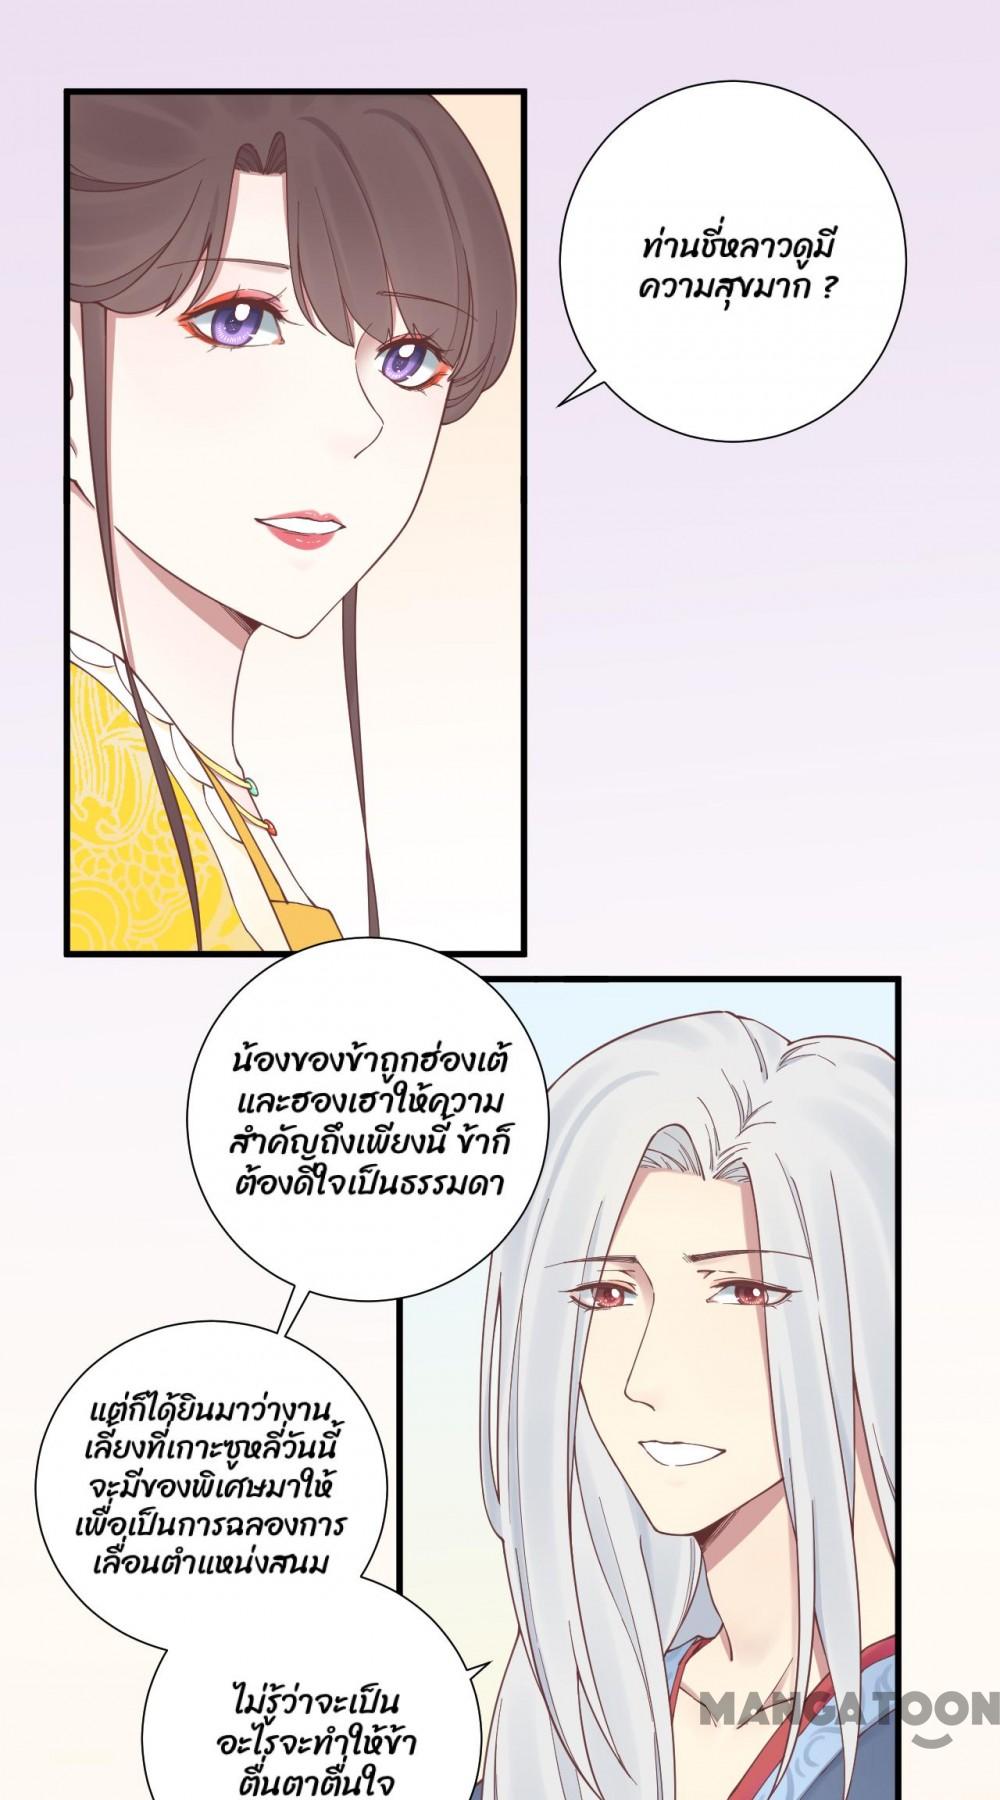 ท่านชี่หลาวดูมี
ความสุขมาก ?
น้องของข้าถูกฮ่องเต้
และฮองเฮาให้ความ
สำคัญถึงเพียงนี้ ข้าก็
ต้องดีใจเป็นธรรมดา
แต่ก็ได้ยินมาว่างาน
เลี้ยงที่เกาะซูหลี่วันนี้
จะมีของพิเศษมาให้
เพื่อเป็นการฉลองการ
เลื่อนตำแหน่งสนม
ไม่รู้ว่าจะเป็น
อะไรจะทำให้ข้า
ตื่นตาตื่นใจ
MANGATOON